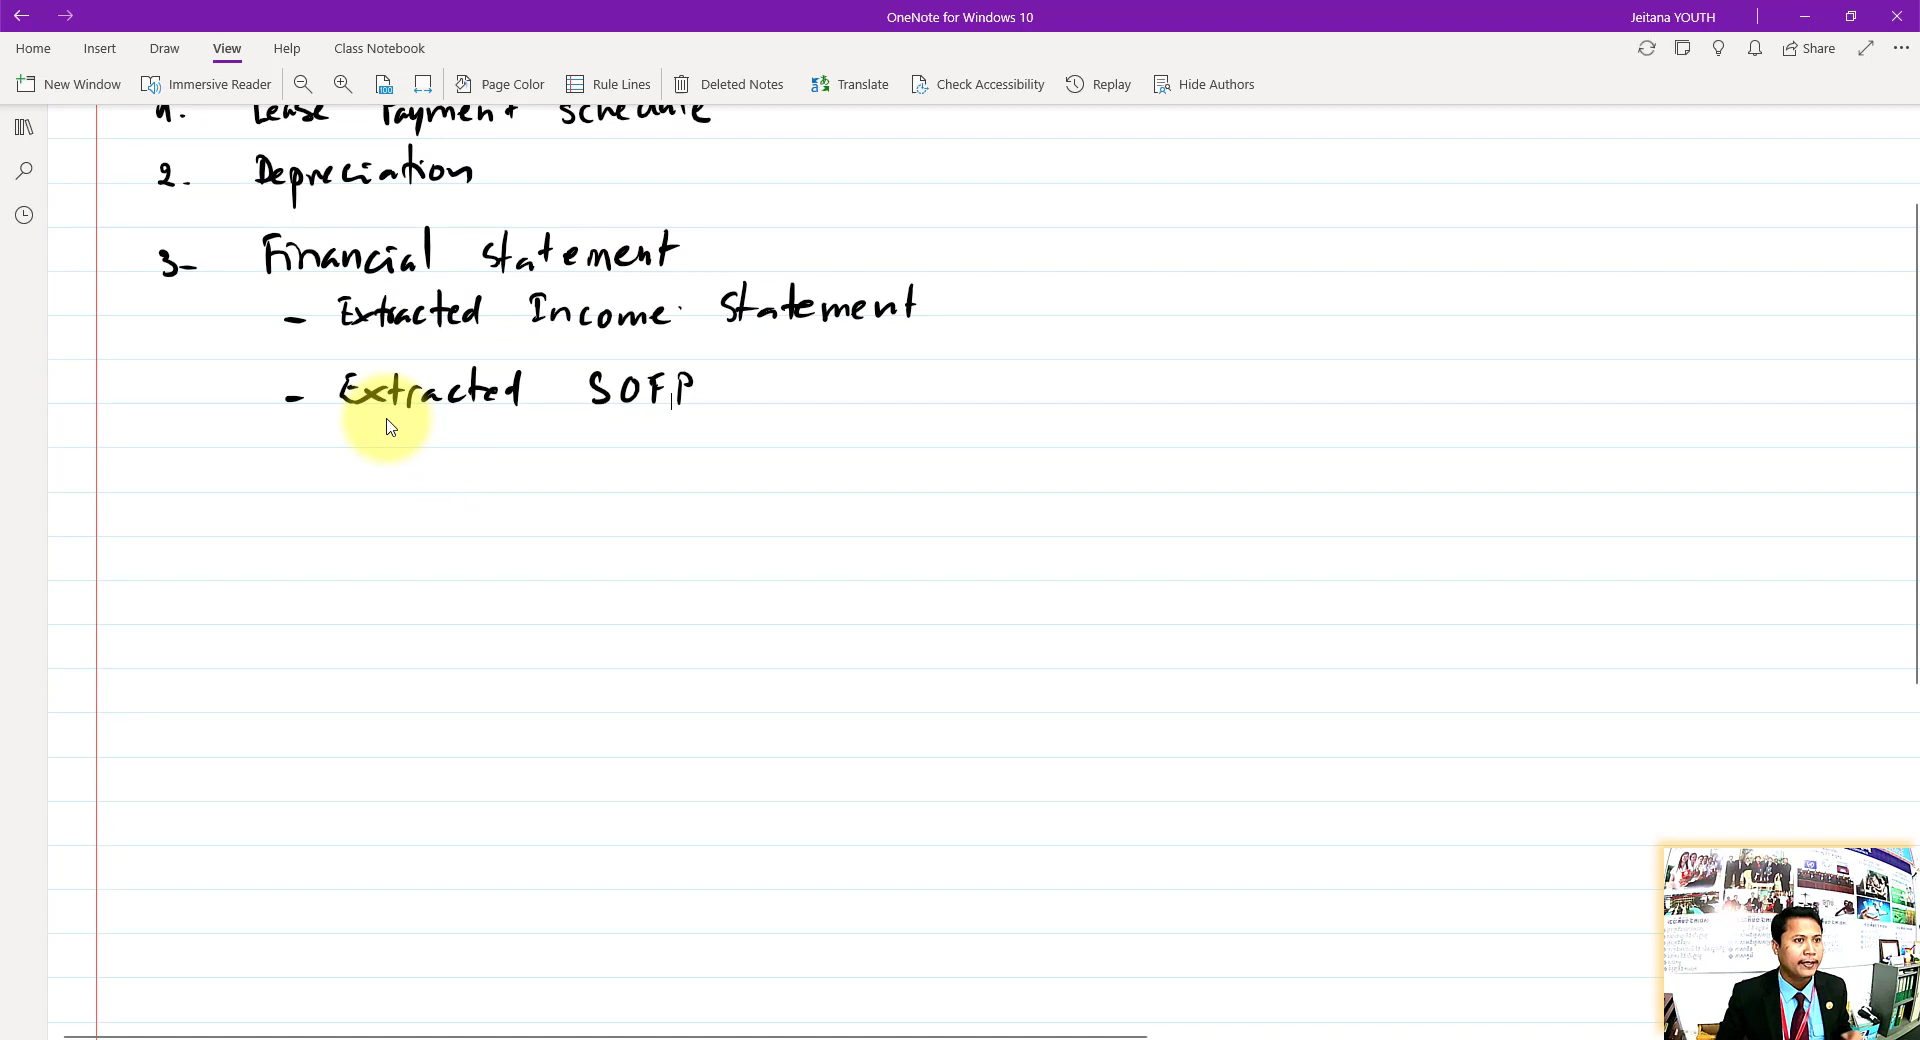 OneNote for Windows 10
Jeitana YOUTH
Home Insert Draw View Help Class Notebook
Share
New Window Immersive Reader Page Color Rule Lines Deleted Notes Translate Check Accessibility Replay Hide Authors
1. Lease Payment Schedule
2. Depreciation
3- Financial Statement
- Extracted Income Statement
- Extracted SOFP